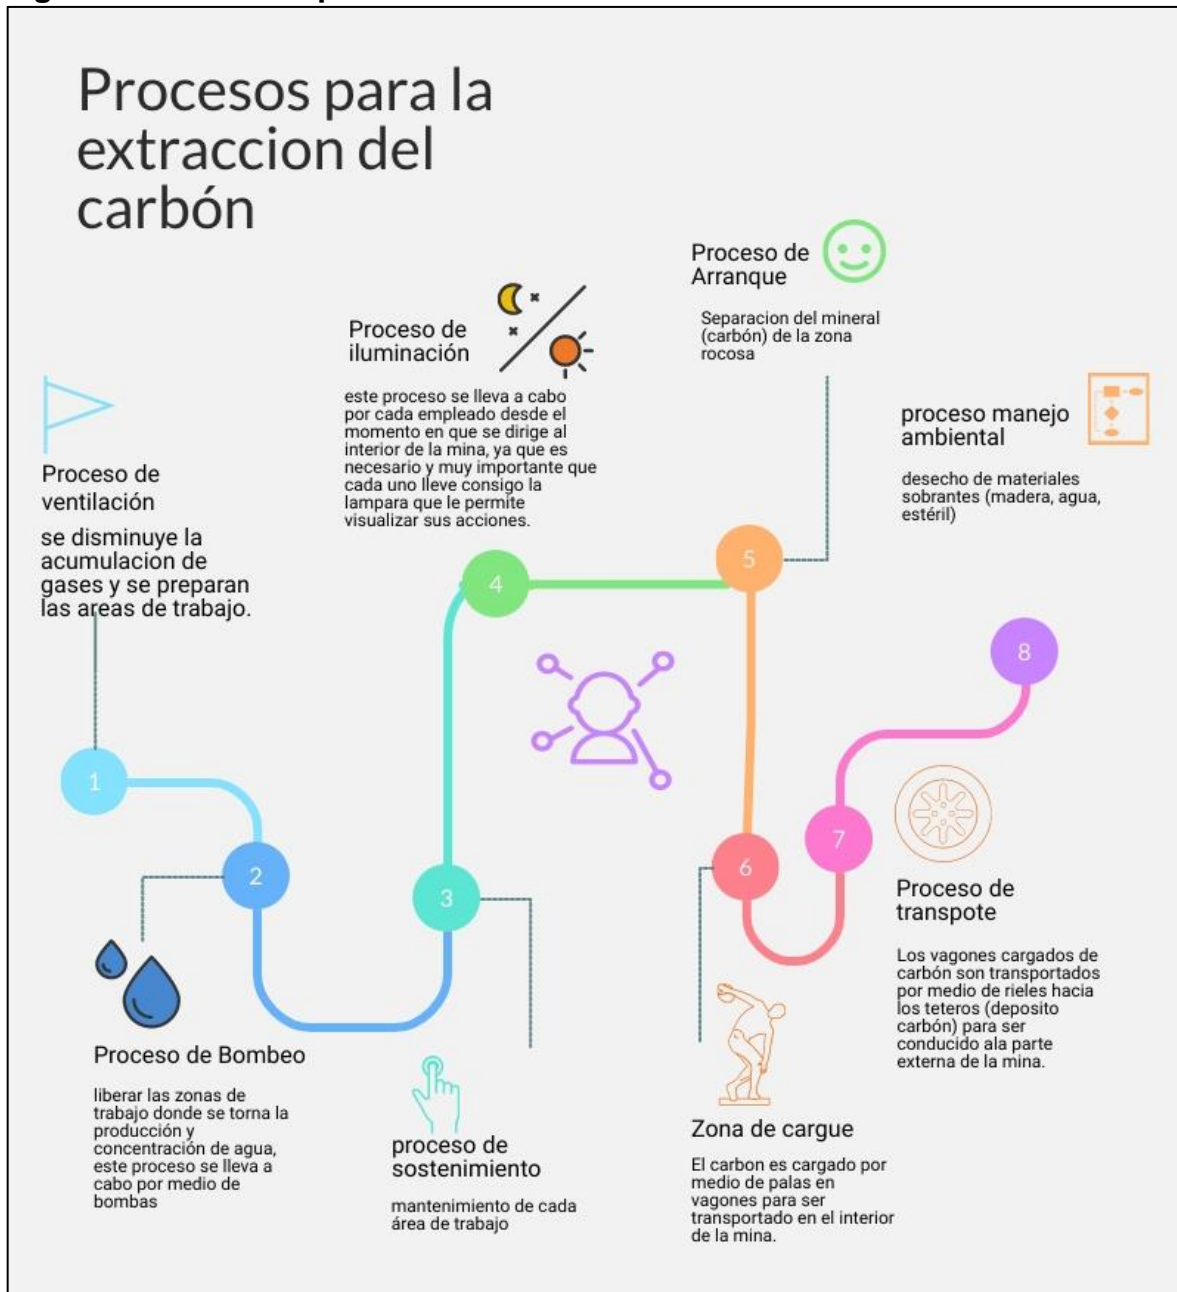 Procesos para la
extraccion del
carbón
Proceso de
Arranque
Separacion del mineral
(carbón) de la zona
rocosa
Proceso de
iluminación
este proceso se lleva a cabo
por cada empleado desde el
momento en que se dirige al
interior de la mina, ya que es
necesario y muy importante que
cada uno lleve consigo la
lampara que le permite
visualizar sus acciones.
proceso manejo
ambiental
desecho de materiales
sobrantes (madera, agua,
estéril)
Proceso de
ventilación
se disminuye la
acumulacion de
gases y se preparan
las areas de trabajo.
1
2
3
4
5
6
7
8
Proceso de Bombeo
liberar las zonas de
trabajo donde se torna la
producción y
concentración de agua,
este proceso se lleva a
cabo por medio de
bombas
proceso de
sostenimiento
mantenimiento de cada
área de trabajo
Zona de cargue
El carbon es cargado por
medio de palas en
vagones para ser
transportado en el interior
de la mina.
Proceso de
transpote
Los vagones cargados de
carbón son transportados
por medio de rieles hacia
los teteros (deposito
carbón) para ser
conducido ala parte
externa de la mina.